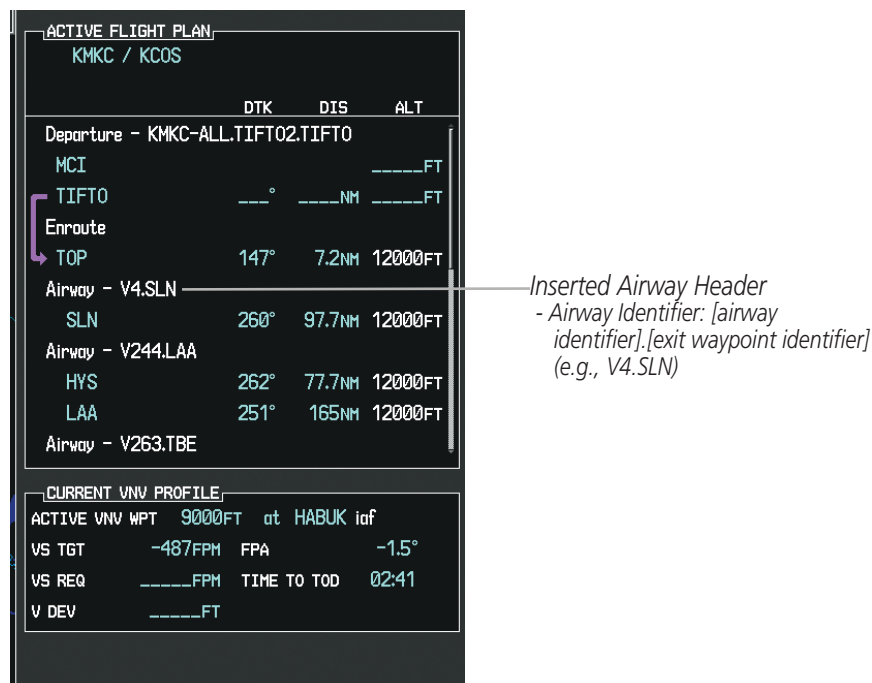 ACTIVE FLIGHT PLAN
KMKC / KCOS
DTK DIS ALT
Departure - KMKC-ALL.TIFTO2.TIFTO
MCI _____FT
TIFTO ___° ____NM _____FT
Enroute
TOP 147° 7.2NM 12000FT
Airway - V4.SLN
SLN 260° 97.7NM 12000FT
Airway - V244.LAA
HYS 262° 77.7NM 12000FT
LAA 251° 165NM 12000FT
Airway - V263.TBE
Inserted Airway Header
- Airway Identifier: [airway
identifier].[exit waypoint identifier]
(e.g., V4.SLN)
CURRENT VNV PROFILE
ACTIVE VNV WPT 9000FT at HABUK iaf
VS TGT -487FPM FPA -1.5°
VS REQ _____FPM TIME TO TOD 02:41
V DEV _____FT